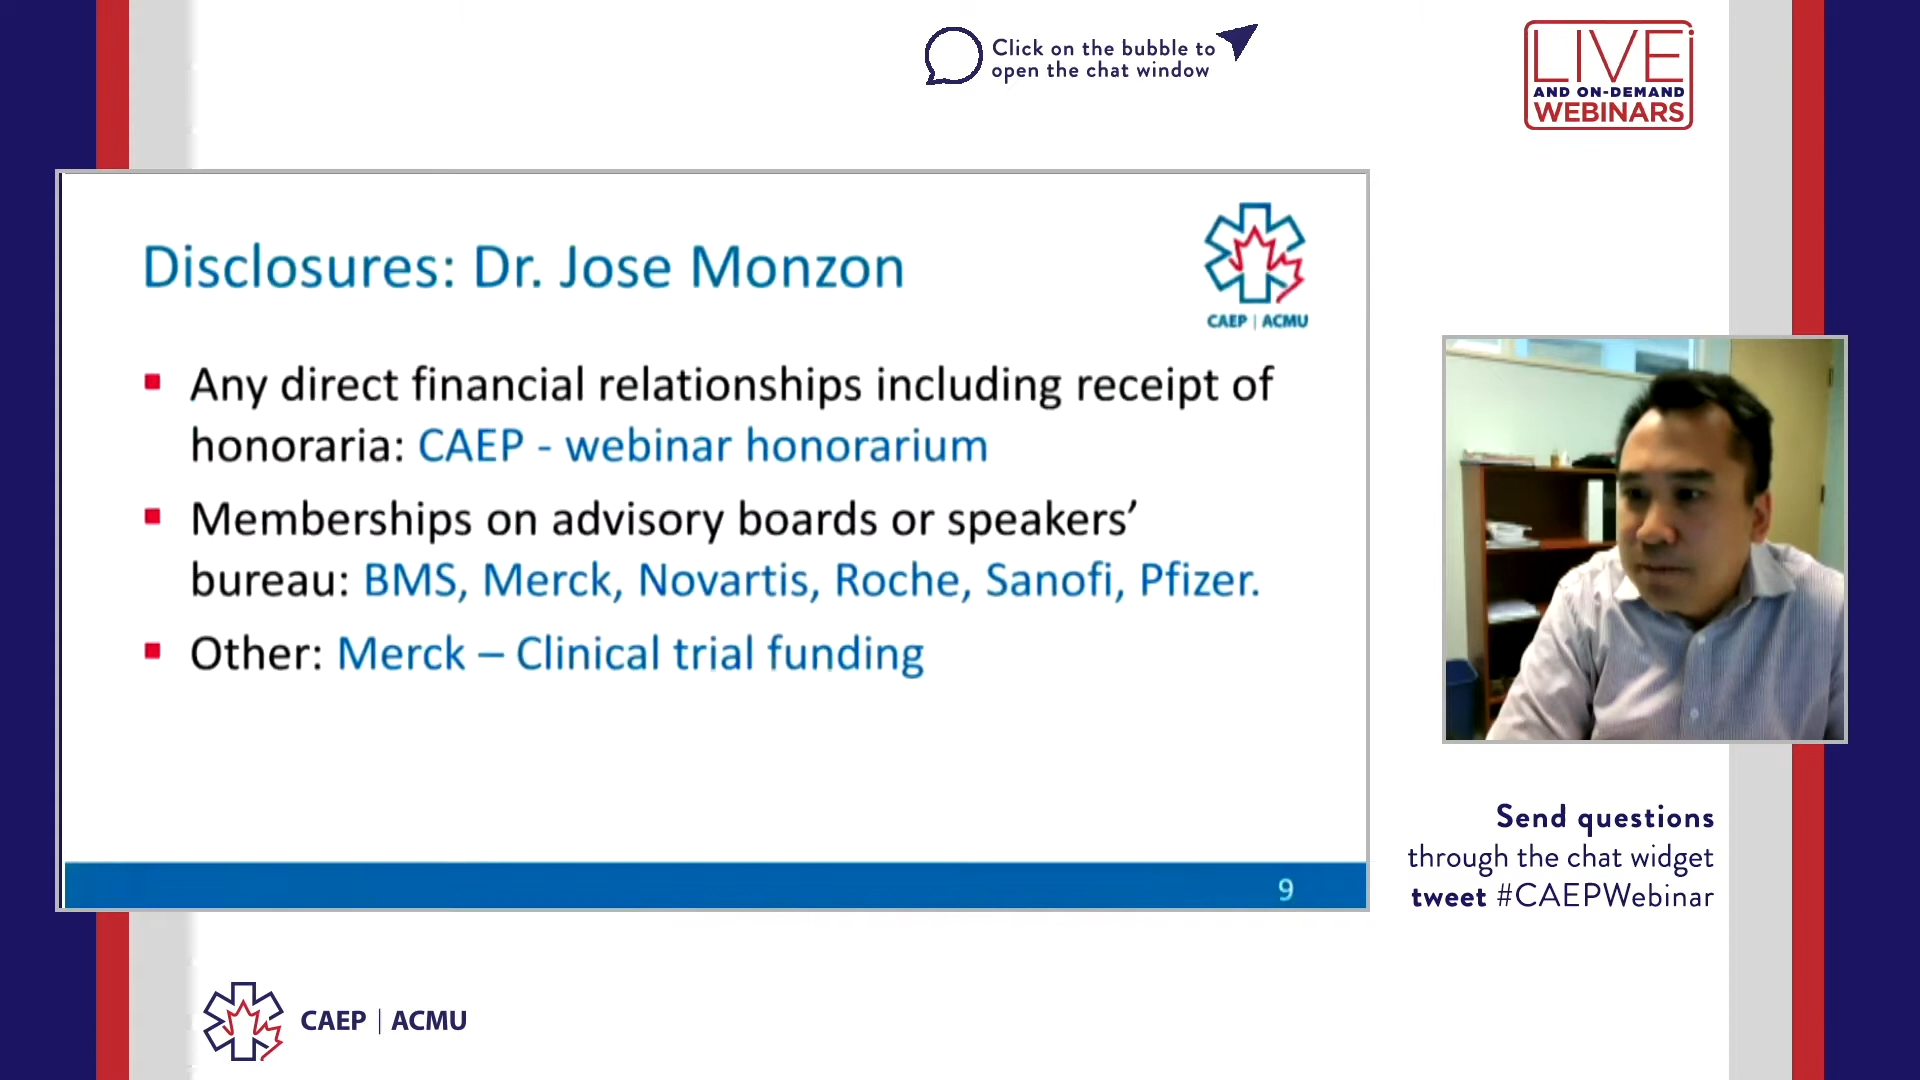 Click on the bubble to
open the chat window
LIVE
AND ON-DEMAND
WEBINARS
Disclosures: Dr. Jose Monzon
CAEP | ACMU
Any direct financial relationships including receipt of
honoraria: CAEP - webinar honorarium
Memberships on advisory boards or speakers’
bureau: BMS, Merck, Novartis, Roche, Sanofi, Pfizer.
Other: Merck – Clinical trial funding
9
Send questions
through the chat widget
tweet #CAEPWebinar
CAEP | ACMU